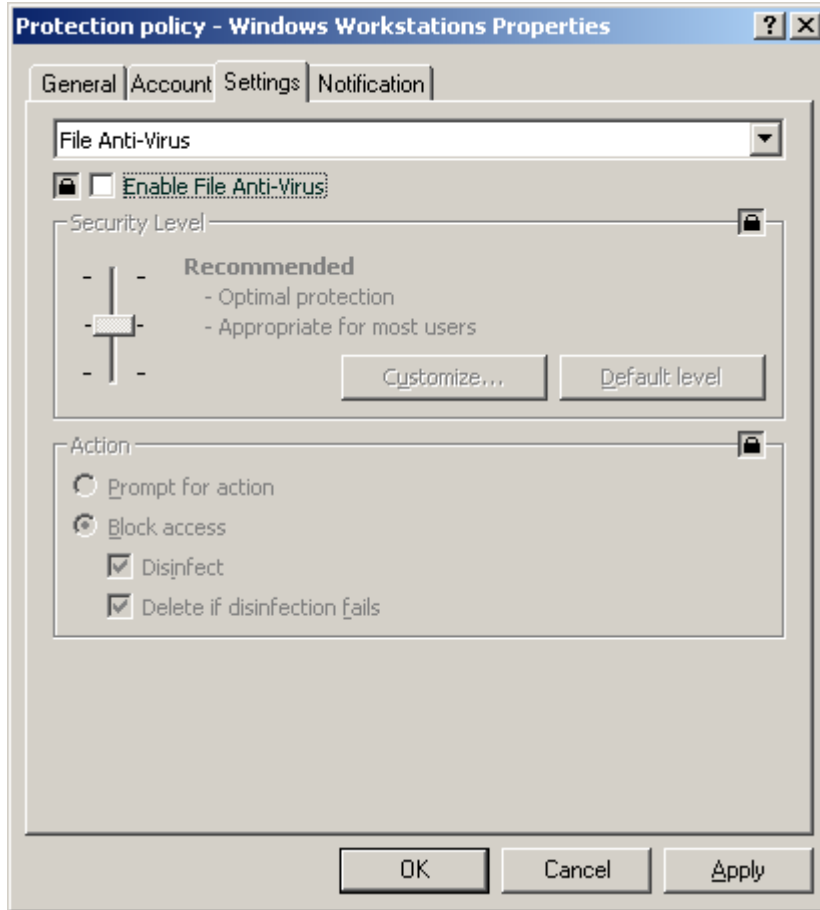 Protection policy - Windows Workstations Properties
General Account Settings Notification
File Anti-Virus
Enable File Anti-Virus
Security Level
Recommended
- Optimal protection
- Appropriate for most users
Customize... Default level
Action
Prompt for action
Block access
Disinfect
Delete if disinfection fails
OK Cancel Apply